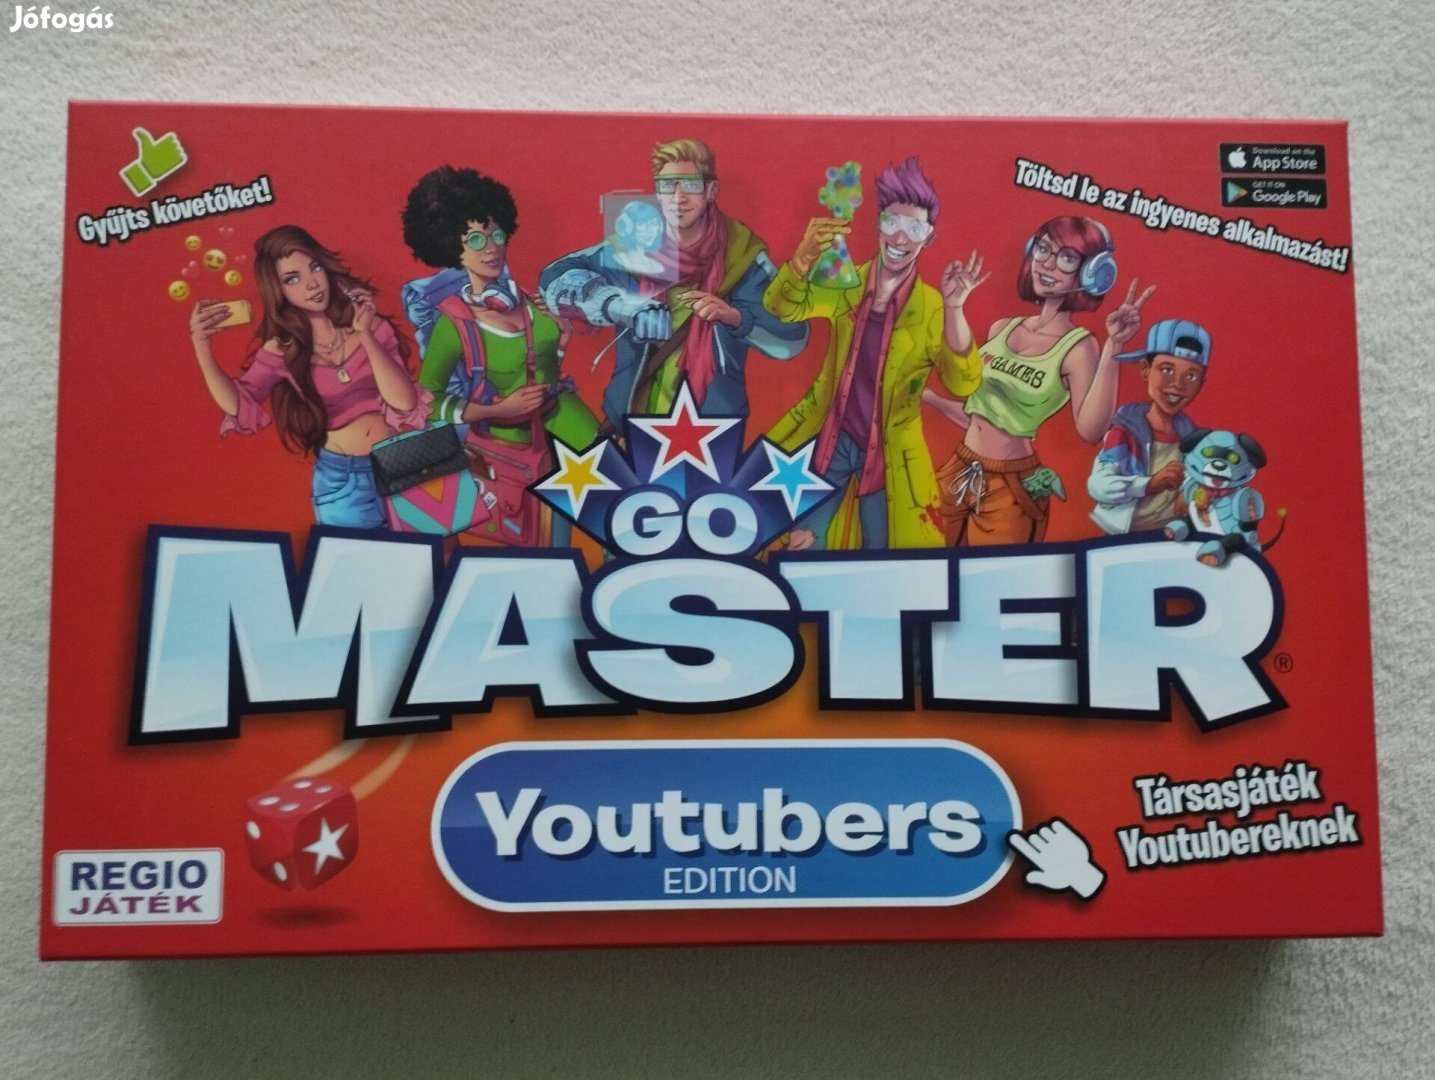 Jófogás
Gyűjts követőket!
Download on the
App Store
GET IT ON
Google Play
Töltsd le az ingyenes alkalmazást!
I ♥ GAMES
GO
MASTER®
Youtubers
EDITION
Társasjáték
Youtubereknek
REGIO
JÁTÉK